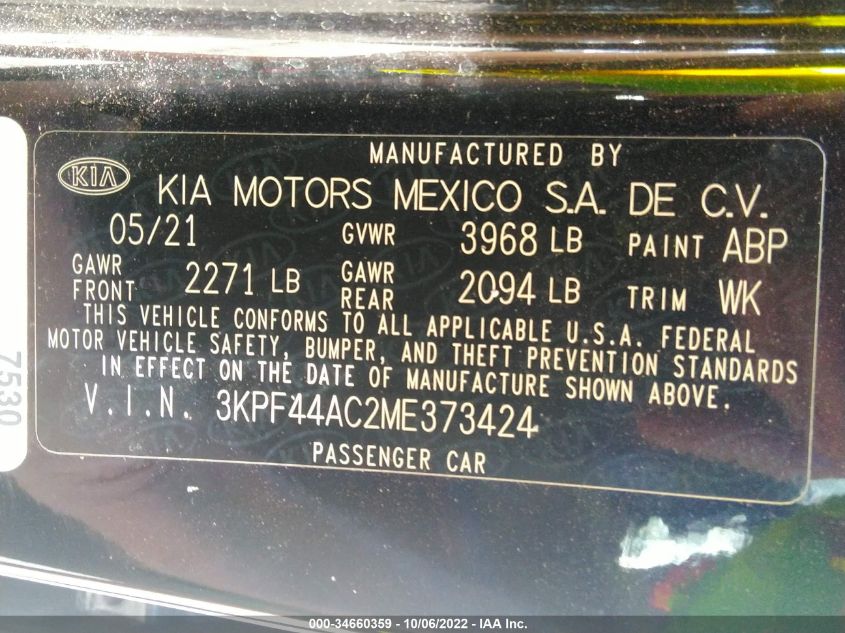 MANUFACTURED BY
KIA
KIA MOTORS MEXICO S.A. DE C.V.
05/21 GVWR 3968 LB PAINT ABP
GAWR FRONT 2271 LB GAWR REAR 2094 LB TRIM WK
THIS VEHICLE CONFORMS TO ALL APPLICABLE U.S.A. FEDERAL
MOTOR VEHICLE SAFETY, BUMPER, AND THEFT PREVENTION STANDARDS
IN EFFECT ON THE DATE OF MANUFACTURE SHOWN ABOVE.
V.I.N. 3KPF44AC2ME373424
PASSENGER CAR
7530
000-34660359 - 10/06/2022 - IAA Inc.